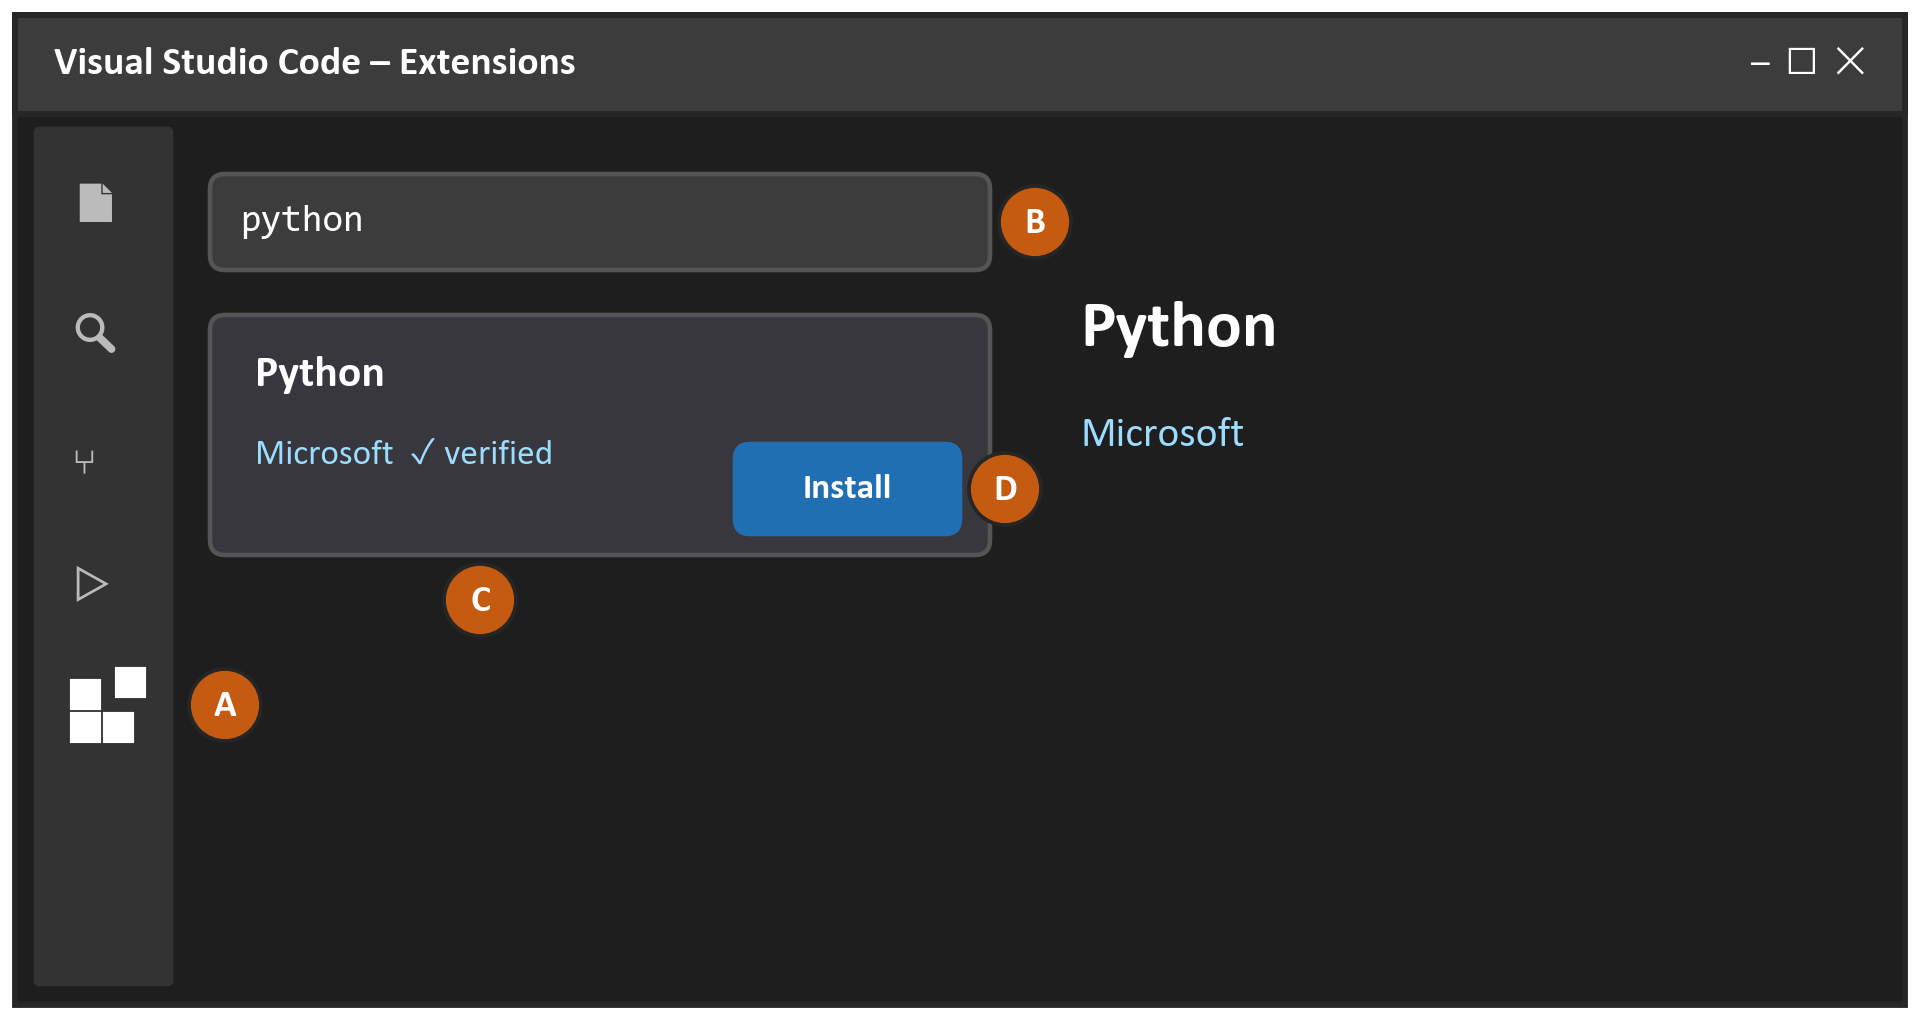 Visual Studio Code – Extensions
python
B
Python
Microsoft ✓ verified
Install
D
C
A
Python
Microsoft